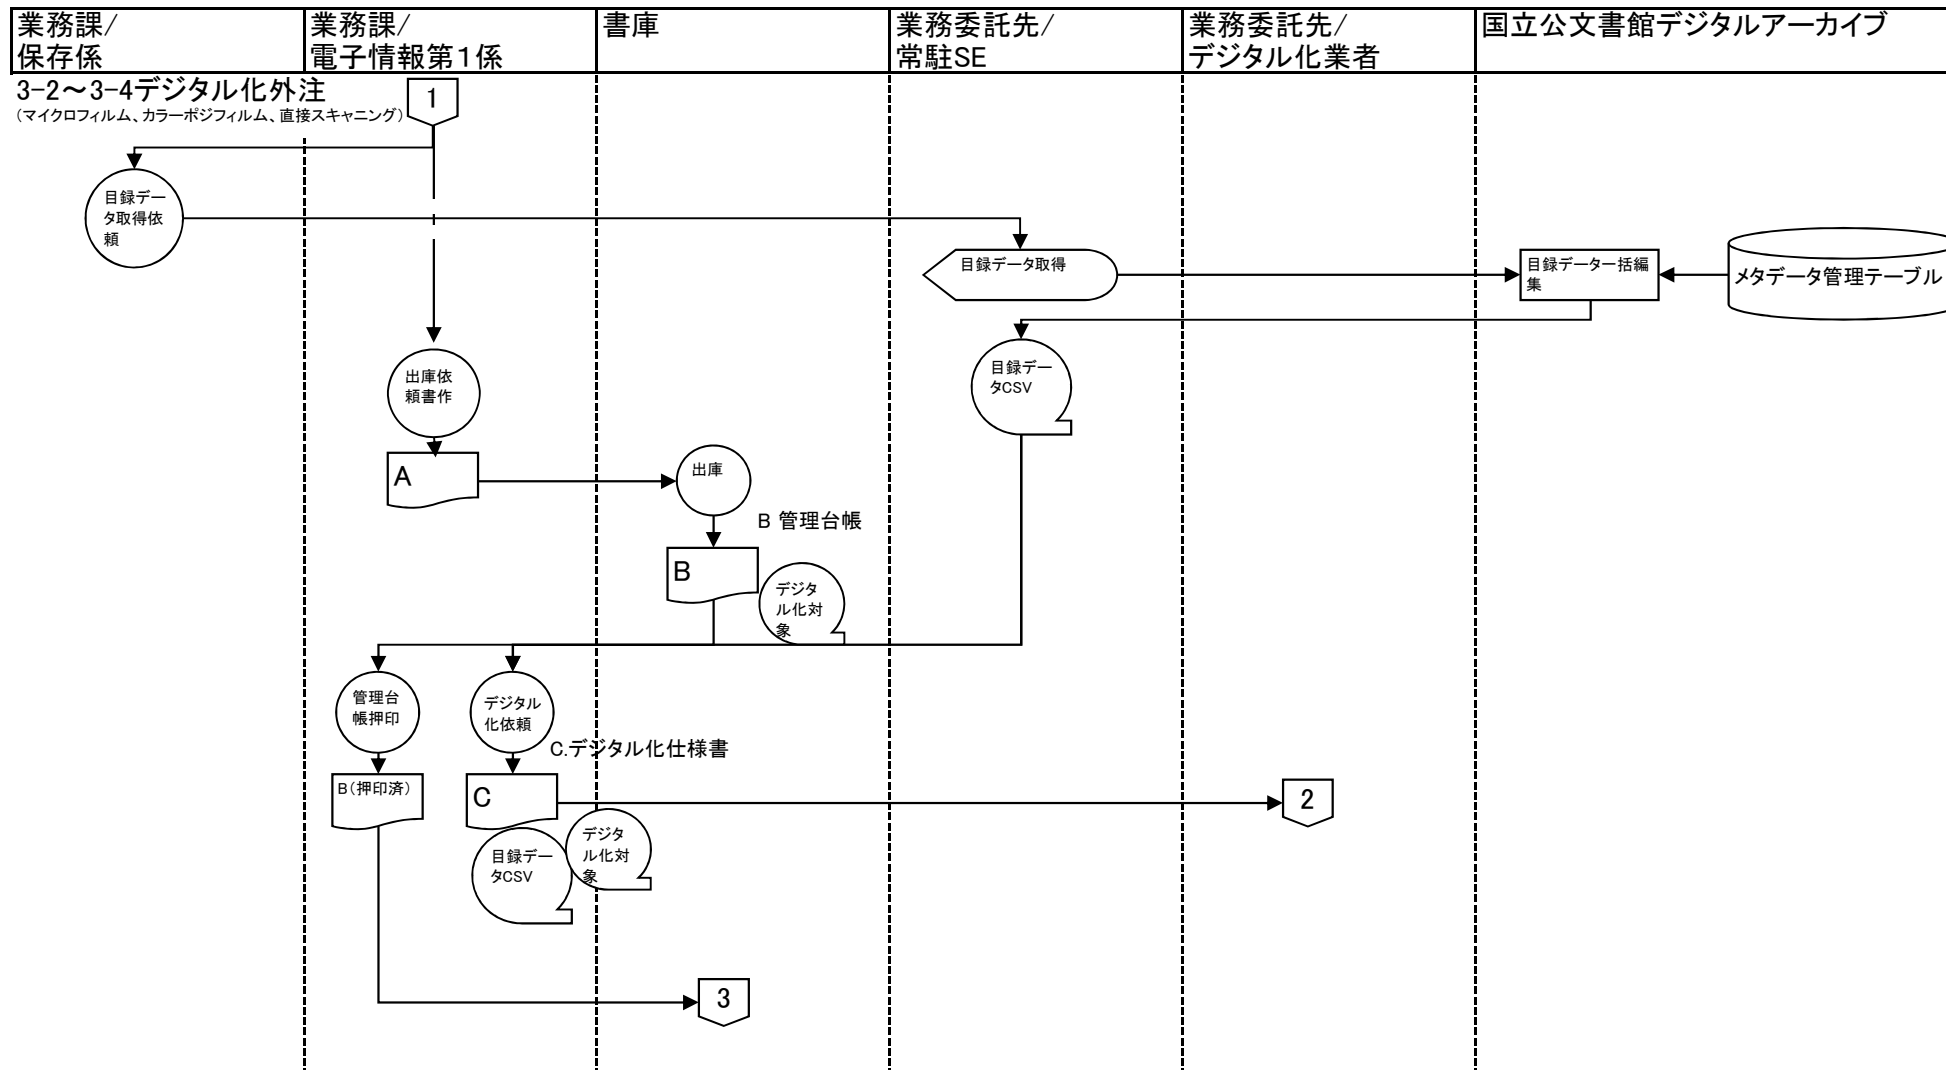 業務課/
保存係
業務課/
電子情報第1係
書庫
業務委託先/
常駐SE
業務委託先/
デジタル化業者
国立公文書館デジタルアーカイブ
3-2～3-4デジタル化外注
(マイクロフィルム、カラーポジフィルム、直接スキャニング)
1
目録デー
タ取得依
頼
目録データ取得
目録データ一括編
集
メタデータ管理テーブル
出庫依
頼書作
目録デー
タCSV
A
出庫
B 管理台帳
B
デジタ
ル化対
象
管理台
帳押印
デジタル
化依頼
C.デジタル化仕様書
B(押印済)
C
2
デジタ
ル化対
象
目録デー
タCSV
3